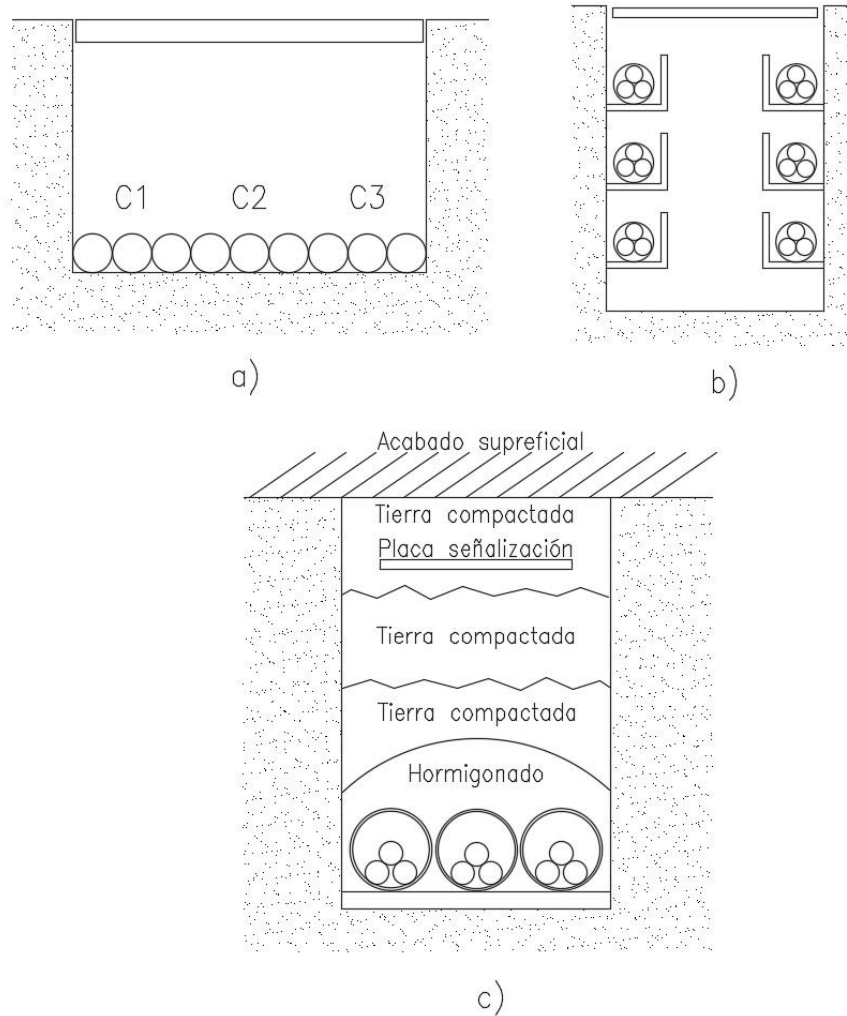 C1 C2 C3
a)
b)
Acabado supreficial
Tierra compactada
Placa señalización
Tierra compactada
Tierra compactada
Hormigonado
c)